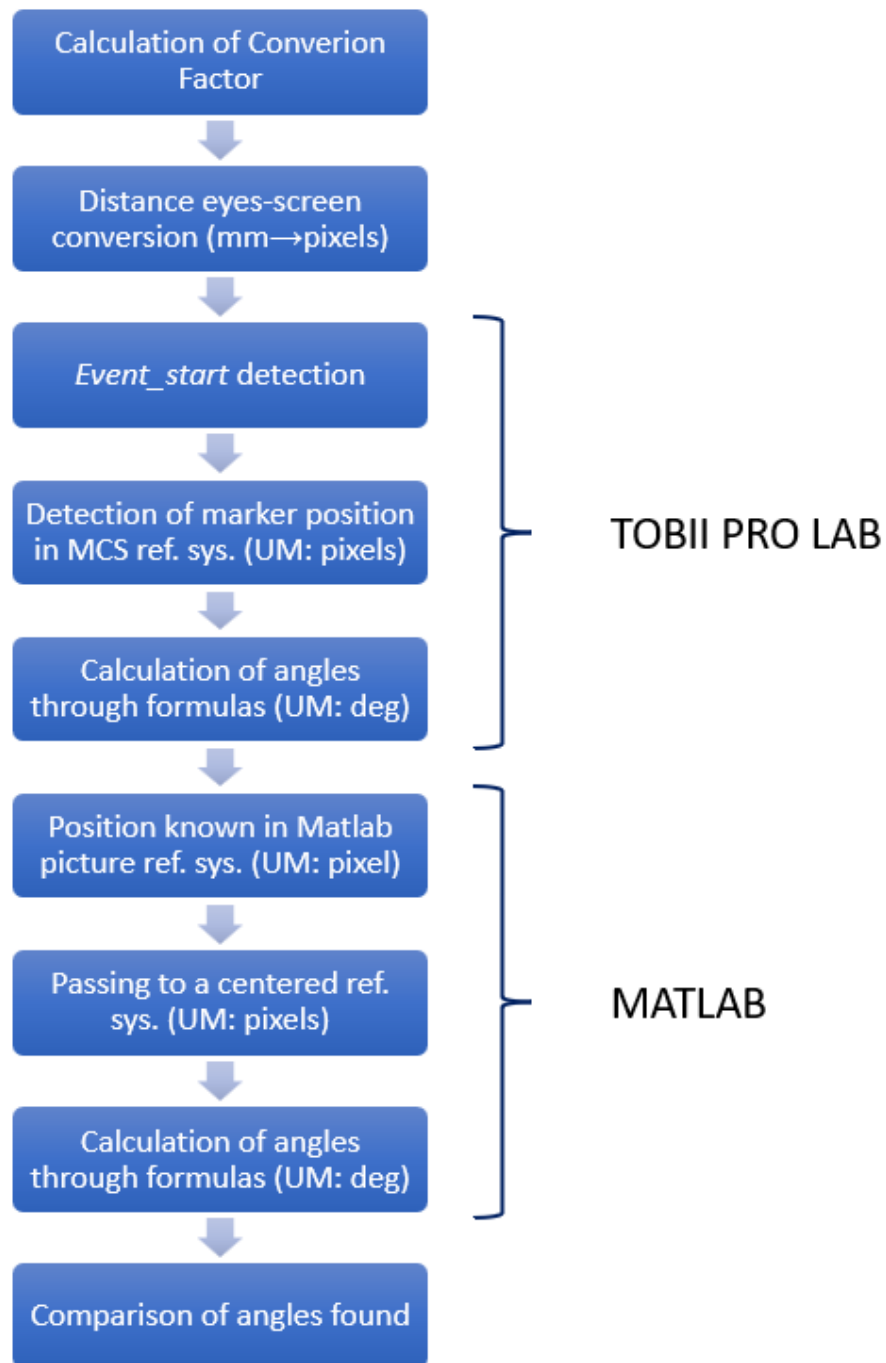 Calculation of Converion
Factor
Distance eyes-screen
conversion (mm→pixels)
Event_start detection
Detection of marker position
in MCS ref. sys. (UM: pixels)
Calculation of angles
through formulas (UM: deg)
TOBII PRO LAB
Position known in Matlab
picture ref. sys. (UM: pixel)
Passing to a centered ref.
sys. (UM: pixels)
Calculation of angles
through formulas (UM: deg)
MATLAB
Comparison of angles found